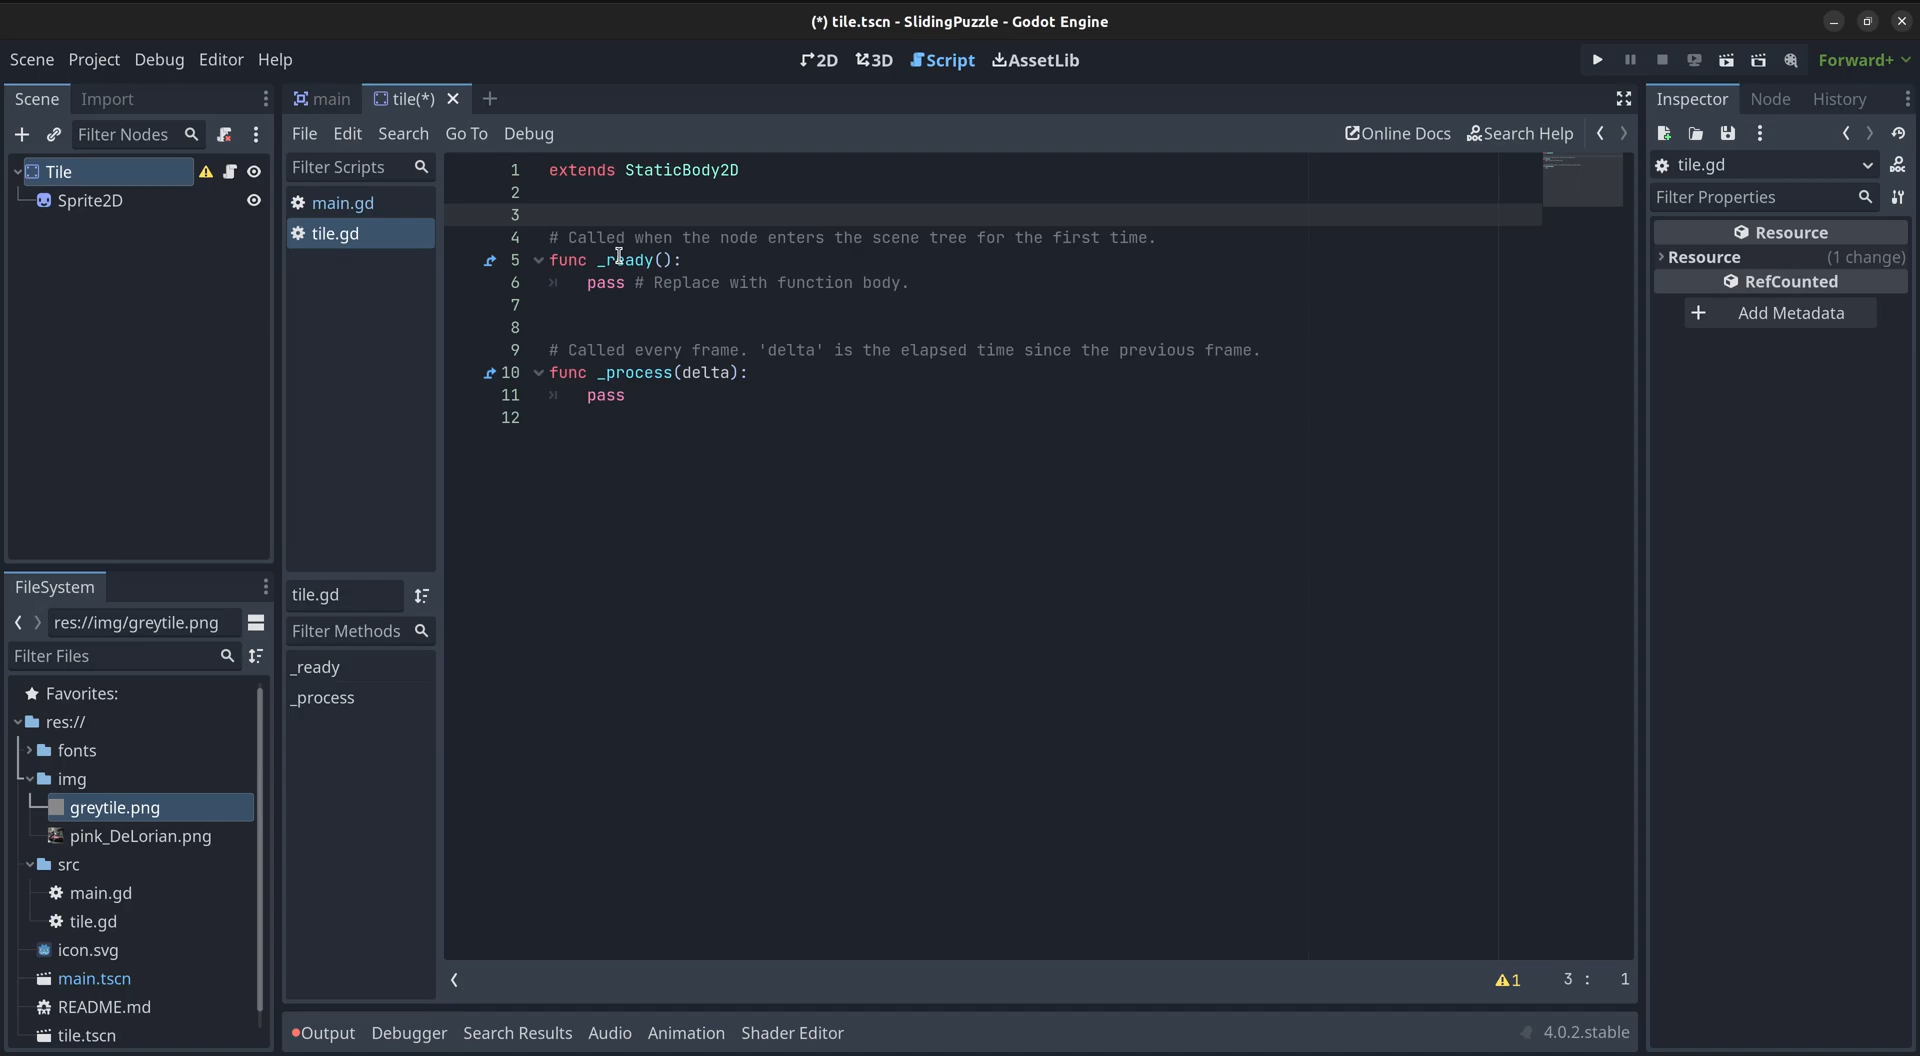 (*) tile.tscn - SlidingPuzzle - Godot Engine
Scene Project Debug Editor Help
2D 3D Script AssetLib
Forward+
Scene Import
Filter Nodes
Tile
Sprite2D
main tile(*)
File Edit Search Go To Debug
Online Docs Search Help
Filter Scripts
main.gd
tile.gd
tile.gd
Filter Methods
_ready
_process
1 extends StaticBody2D
2
3
4 # Called when the node enters the scene tree for the first time.
5 func _ready():
6 pass # Replace with function body.
7
8
9 # Called every frame. 'delta' is the elapsed time since the previous frame.
10 func _process(delta):
11 pass
12
1 3 : 1
Output Debugger Search Results Audio Animation Shader Editor
4.0.2.stable
FileSystem
res://img/greytile.png
Filter Files
Favorites:
res://
fonts
img
greytile.png
pink_DeLorian.png
src
main.gd
tile.gd
icon.svg
main.tscn
README.md
tile.tscn
Inspector Node History
tile.gd
Filter Properties
Resource
Resource (1 change)
RefCounted
Add Metadata